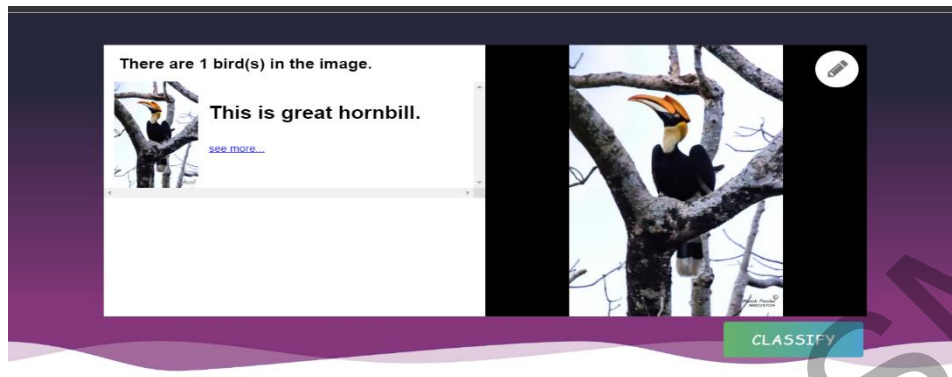 There are 1 bird(s) in the image.
This is great hornbill.
see more...
CLASSIFY